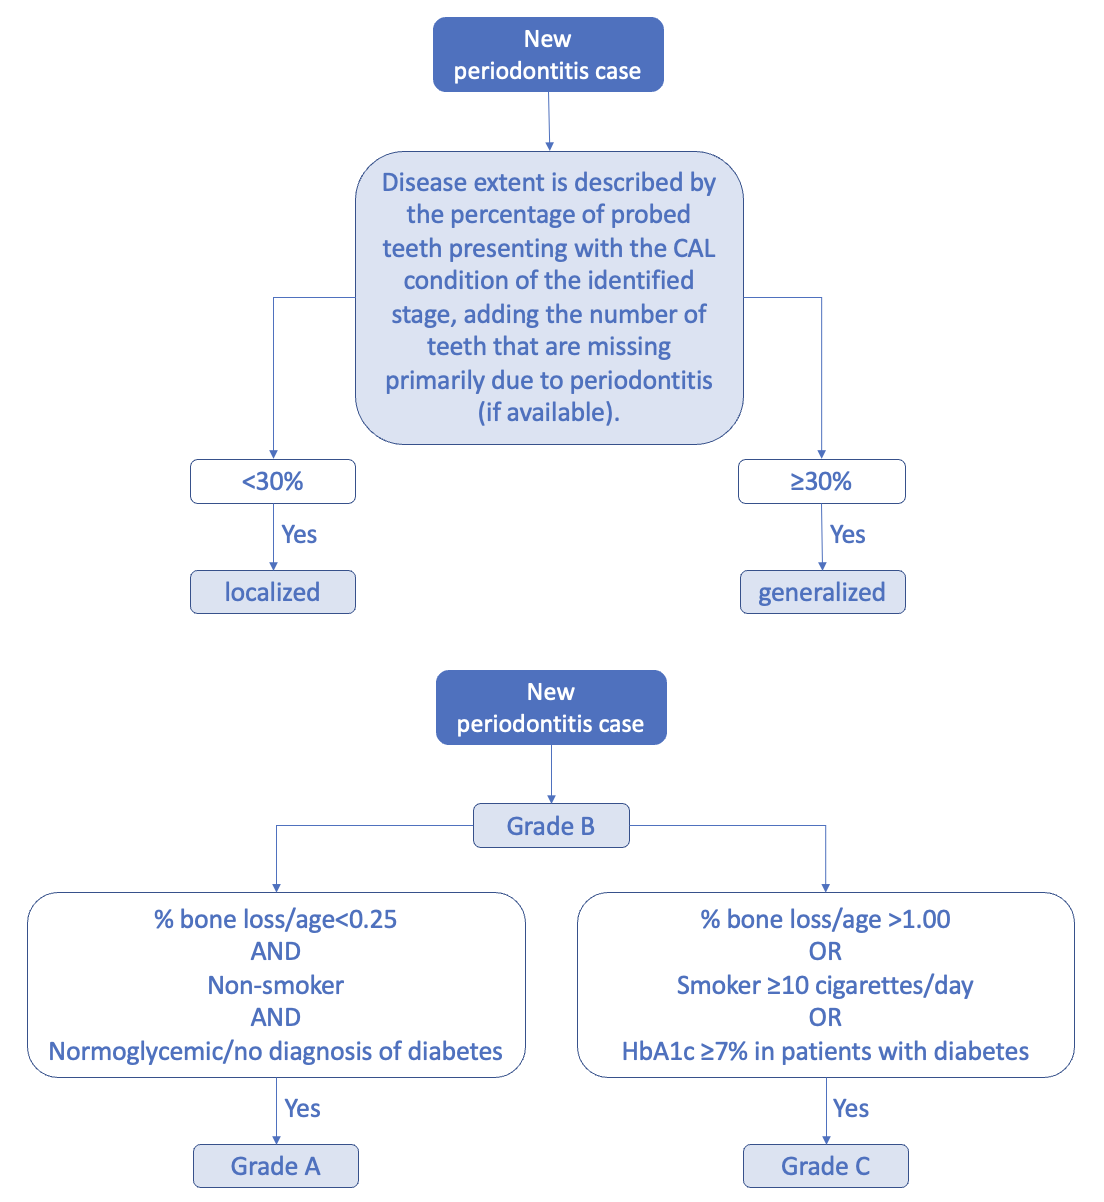 New
periodontitis case
Disease extent is described by
the percentage of probed
teeth presenting with the CAL
condition of the identified
stage, adding the number of
teeth that are missing
primarily due to periodontitis
(if available).
<30%
≥30%
Yes
Yes
localized
generalized
New
periodontitis case
Grade B
% bone loss/age<0.25
AND
Non-smoker
AND
Normoglycemic/no diagnosis of diabetes
% bone loss/age >1.00
OR
Smoker ≥10 cigarettes/day
OR
HbA1c ≥7% in patients with diabetes
Yes
Yes
Grade A
Grade C